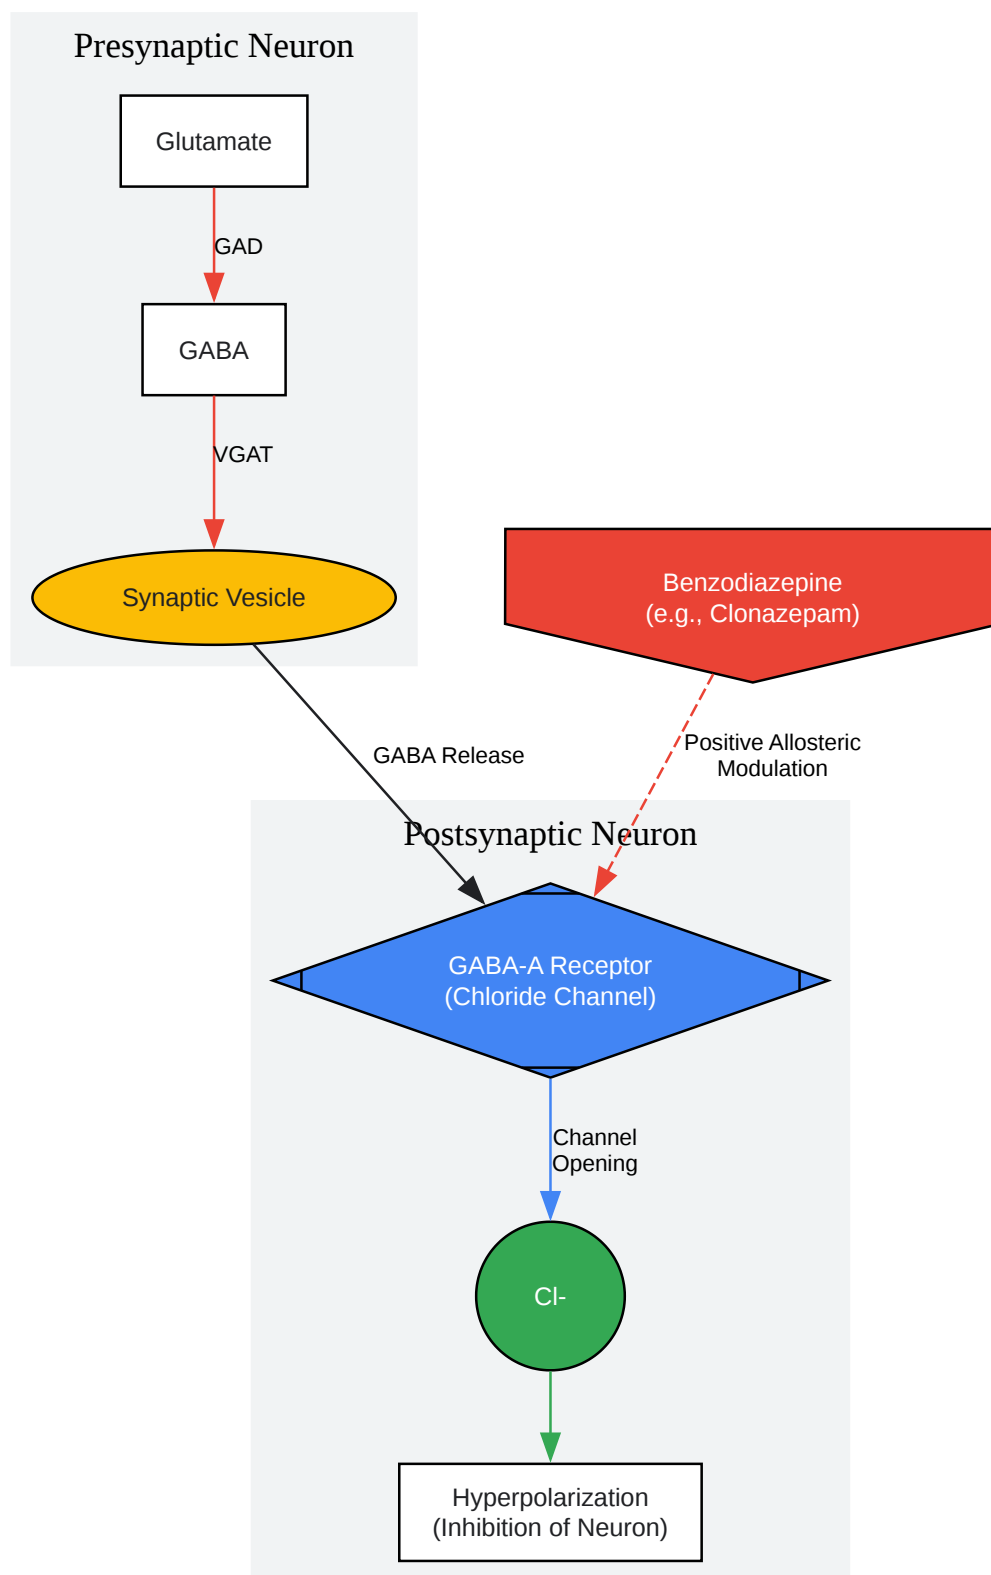 Presynaptic Neuron
Glutamate
GAD
GABA
VGAT
Synaptic Vesicle
Benzodiazepine
(e.g., Clonazepam)
GABA Release
Positive Allosteric
Modulation
Postsynaptic Neuron
GABA-A Receptor
(Chloride Channel)
Channel
Opening
Cl-
Hyperpolarization
(Inhibition of Neuron)